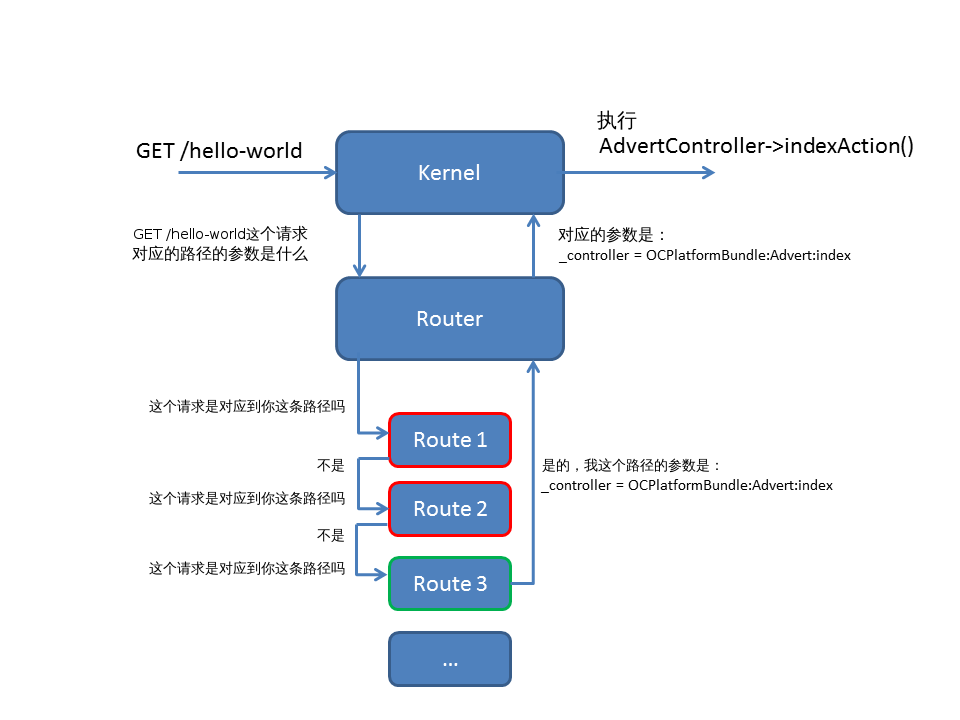 执行
GET /hello-world
AdvertController->indexAction()
Kernel
GET /hello-world这个请求
对应的路径的参数是什么
对应的参数是：
_controller = OCPlatformBundle:Advert:index
Router
这个请求是对应到你这条路径吗
Route 1
不是
是的，我这个路径的参数是：
_controller = OCPlatformBundle:Advert:index
这个请求是对应到你这条路径吗
Route 2
不是
这个请求是对应到你这条路径吗
Route 3
...